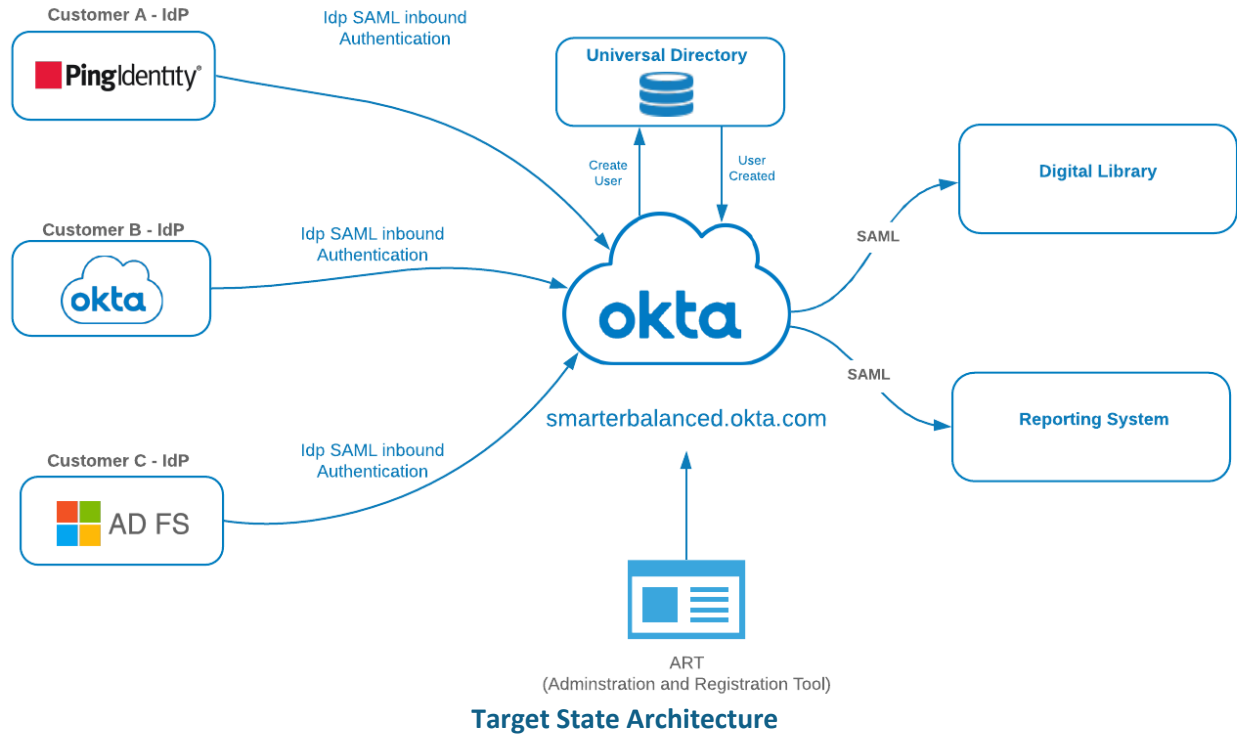 Customer A - IdP
PingIdentity®
Idp SAML inbound
Authentication
Universal Directory
Create
User
User
Created
Digital Library
Customer B - IdP
okta
Idp SAML inbound
Authentication
SAML
okta
smarterbalanced.okta.com
SAML
Reporting System
Customer C - IdP
AD FS
Idp SAML inbound
Authentication
ART
(Adminstration and Registration Tool)
Target State Architecture